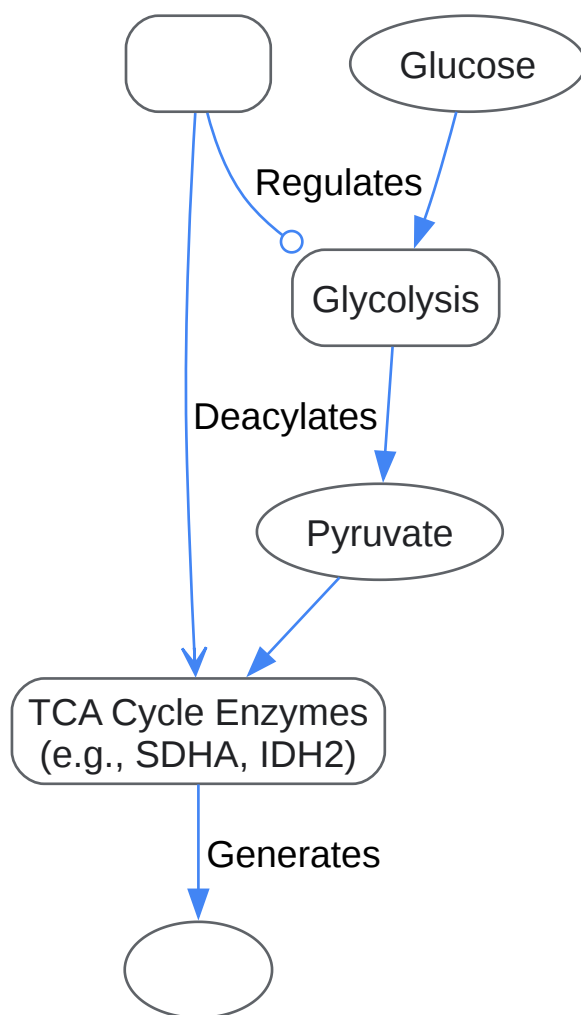 Glucose
Regulates
Glycolysis
Deacylates
Pyruvate
TCA Cycle Enzymes
(e.g., SDHA, IDH2)
Generates